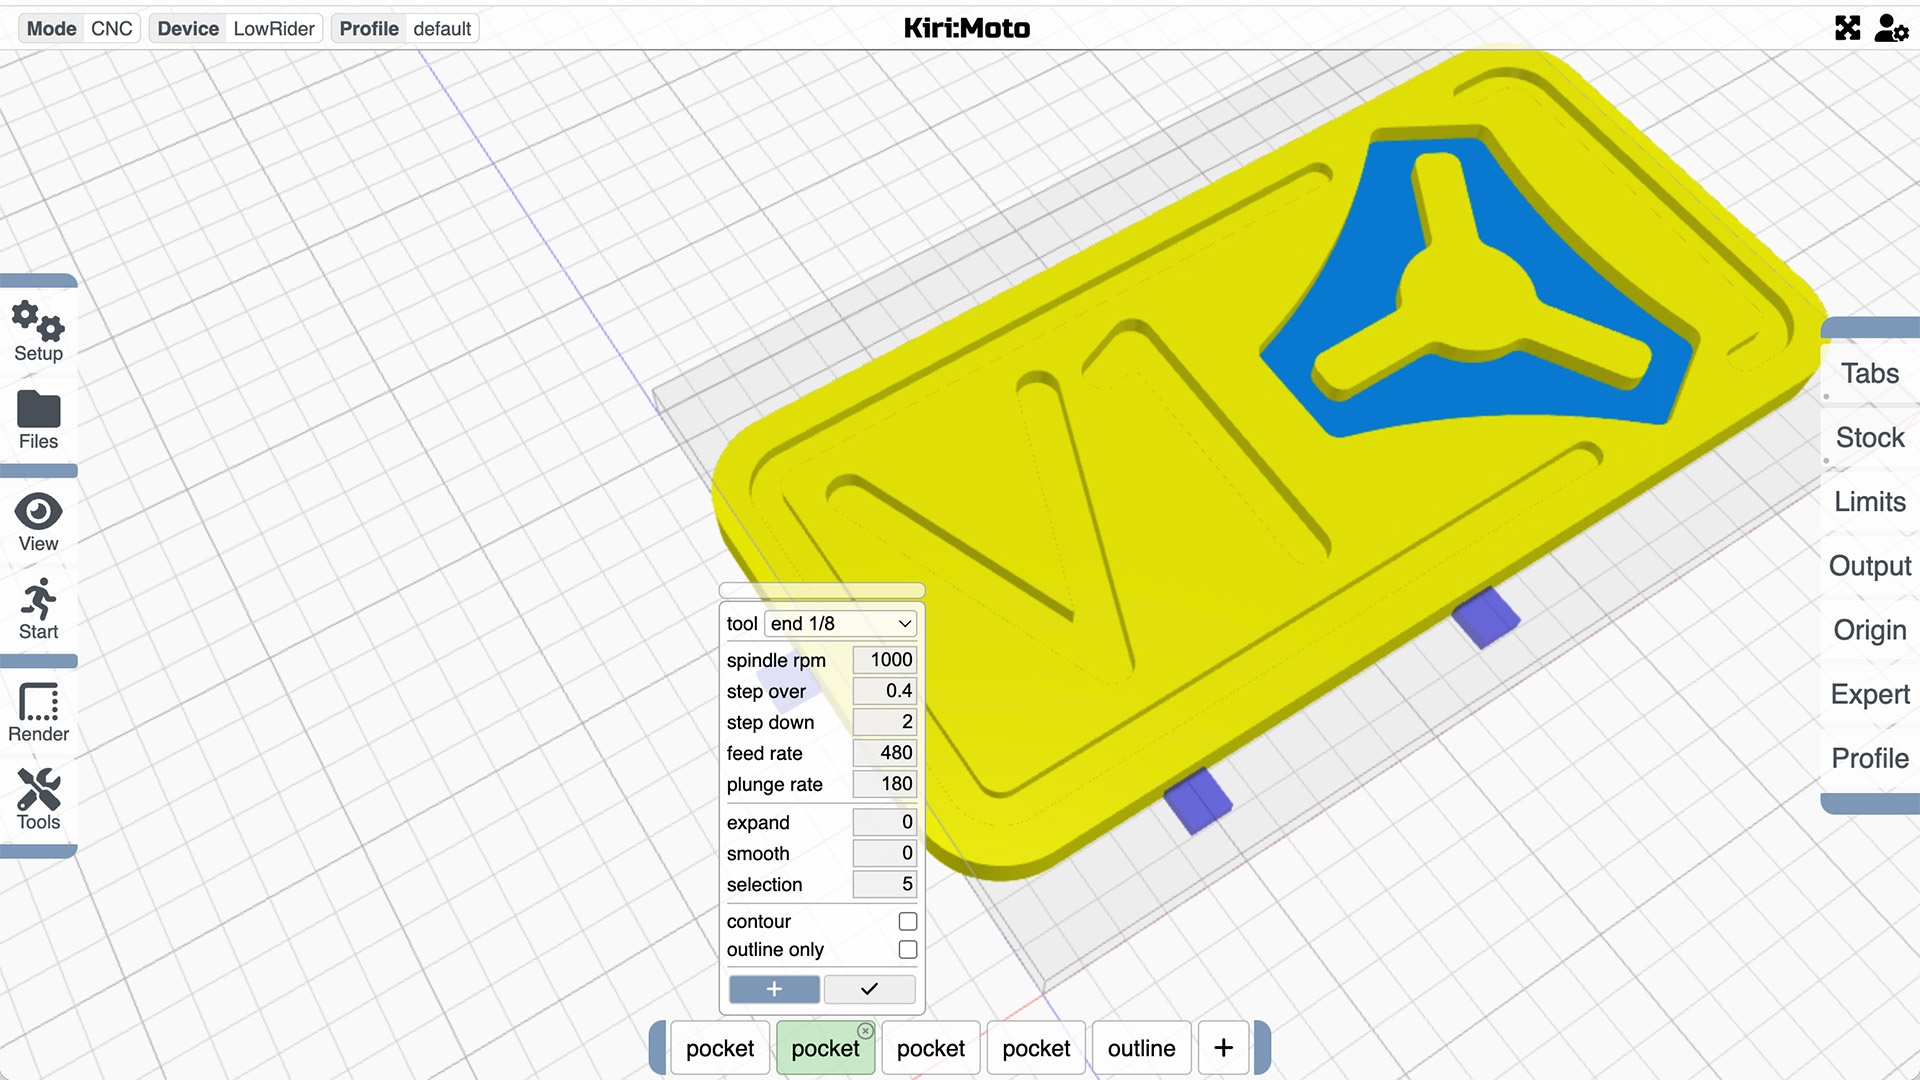 Mode CNC Device LowRider Profile default
Kiri:Moto
Setup
Files
View
Start
Render
Tools
tool end 1/8
spindle rpm 1000
step over 0.4
step down 2
feed rate 480
plunge rate 180
expand 0
smooth 0
selection 5
contour
outline only
+ ✓
pocket pocket pocket pocket outline +
Tabs
Stock
Limits
Output
Origin
Expert
Profile